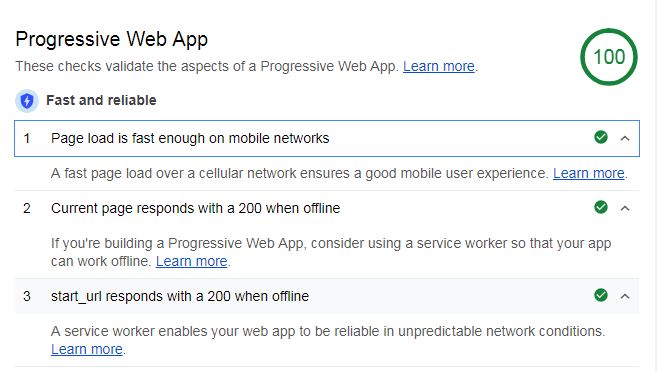 Progressive Web App
These checks validate the aspects of a Progressive Web App. Learn more.
100
Fast and reliable
1 Page load is fast enough on mobile networks
A fast page load over a cellular network ensures a good mobile user experience. Learn more.
2 Current page responds with a 200 when offline
If you're building a Progressive Web App, consider using a service worker so that your app
can work offline. Learn more.
3 start_url responds with a 200 when offline
A service worker enables your web app to be reliable in unpredictable network conditions.
Learn more.